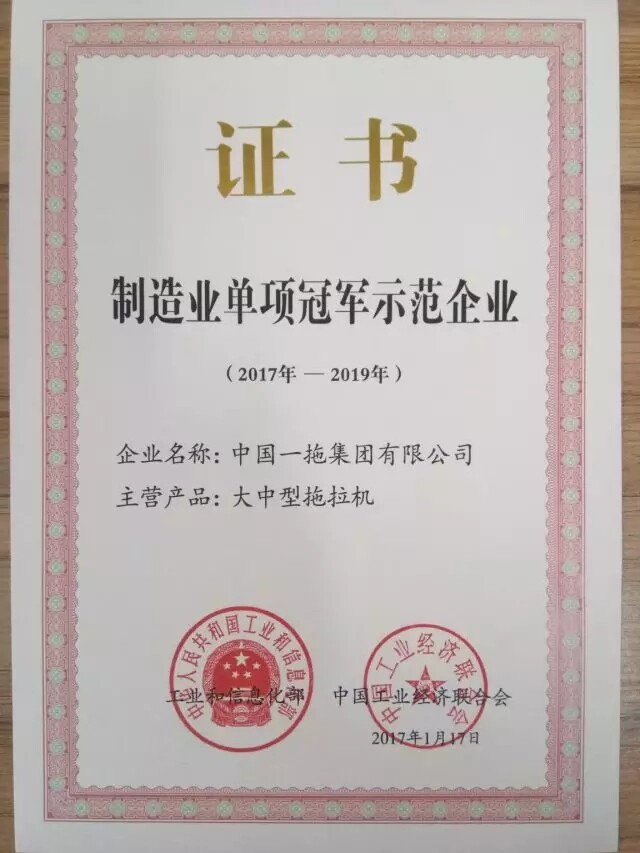 证书
制造业单项冠军示范企业
（2017年 — 2019年）
企业名称：中国一拖集团有限公司
主营产品：大中型拖拉机
中华人民共和国工业和信息化部
工业和信息化部
中国工业经济联合会
中国工业经济联合会
2017年1月17日